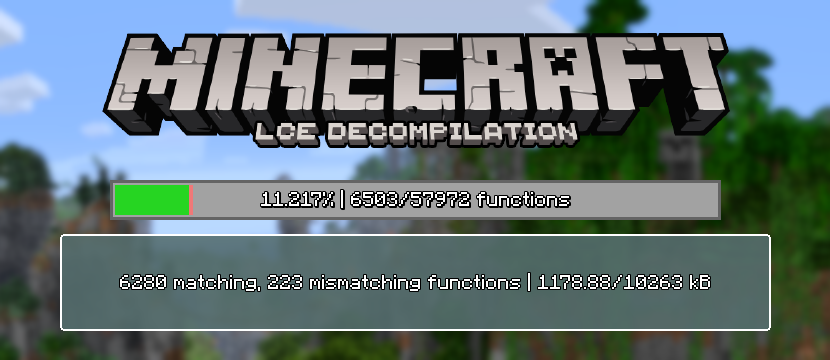 MINECRAFT
LCE DECOMPILATION
11.217% | 6503/57972 functions
6280 matching, 223 mismatching functions | 1178.88/10263 kB